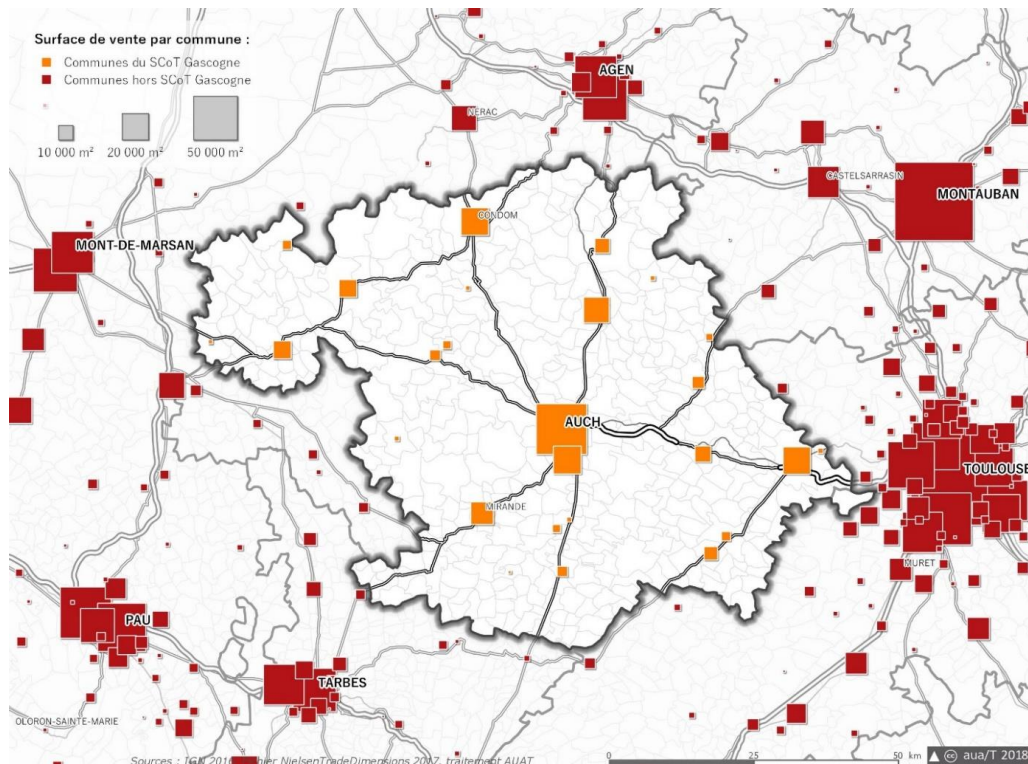 Surface de vente par commune :
Communes du SCoT Gascogne
Communes hors SCoT Gascogne
10 000 m² 20 000 m² 50 000 m²
AGEN
NÉRAC
CASTELSARRASIN
MONTAUBAN
CONDOM
MONT-DE-MARSAN
AUCH
TOULOUSE
MIRANDE
MURET
PAU
TARBES
OLORON-SAINTE-MARIE
0 25 50 km
aua/T 2018
Sources : IGN 2016, NielsenTradeDimensions 2017, traitement AUAT